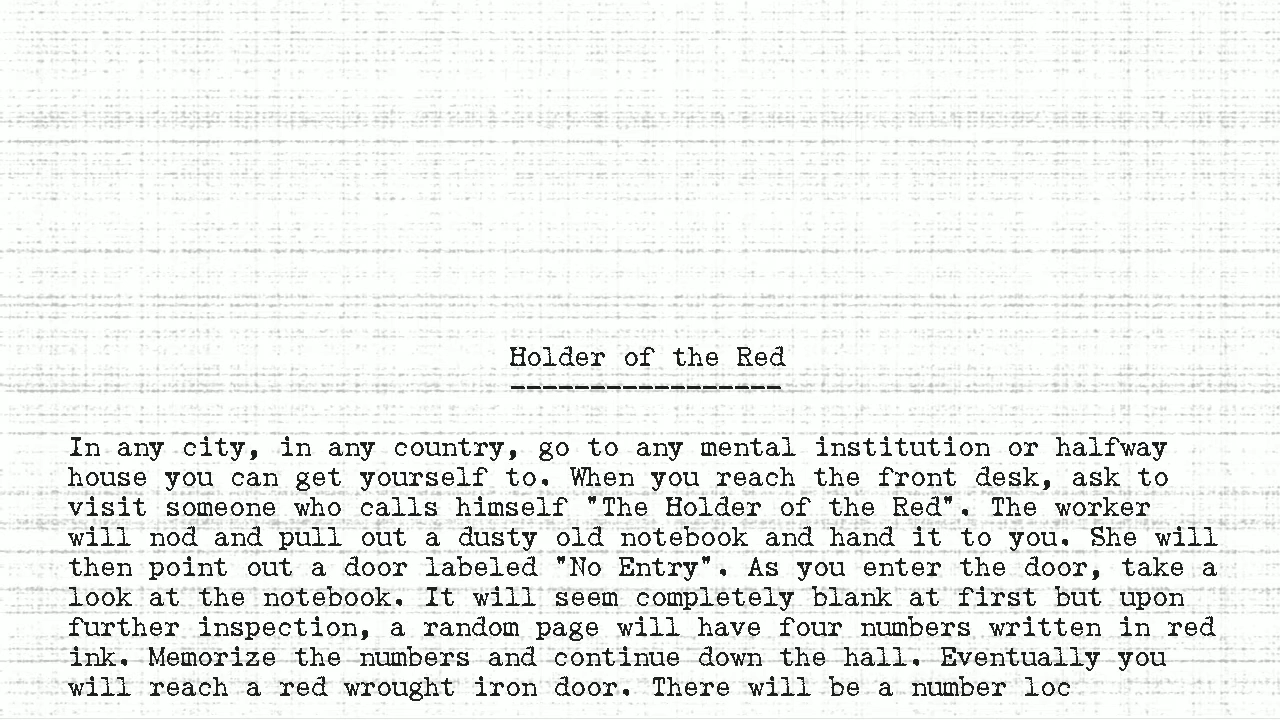 Holder of the Red
-----------------
In any city, in any country, go to any mental institution or halfway
house you can get yourself to. When you reach the front desk, ask to
visit someone who calls himself "The Holder of the Red". The worker
will nod and pull out a dusty old notebook and hand it to you. She will
then point out a door labeled "No Entry". As you enter the door, take a
look at the notebook. It will seem completely blank at first but upon
further inspection, a random page will have four numbers written in red
ink. Memorize the numbers and continue down the hall. Eventually you
will reach a red wrought iron door. There will be a number loc